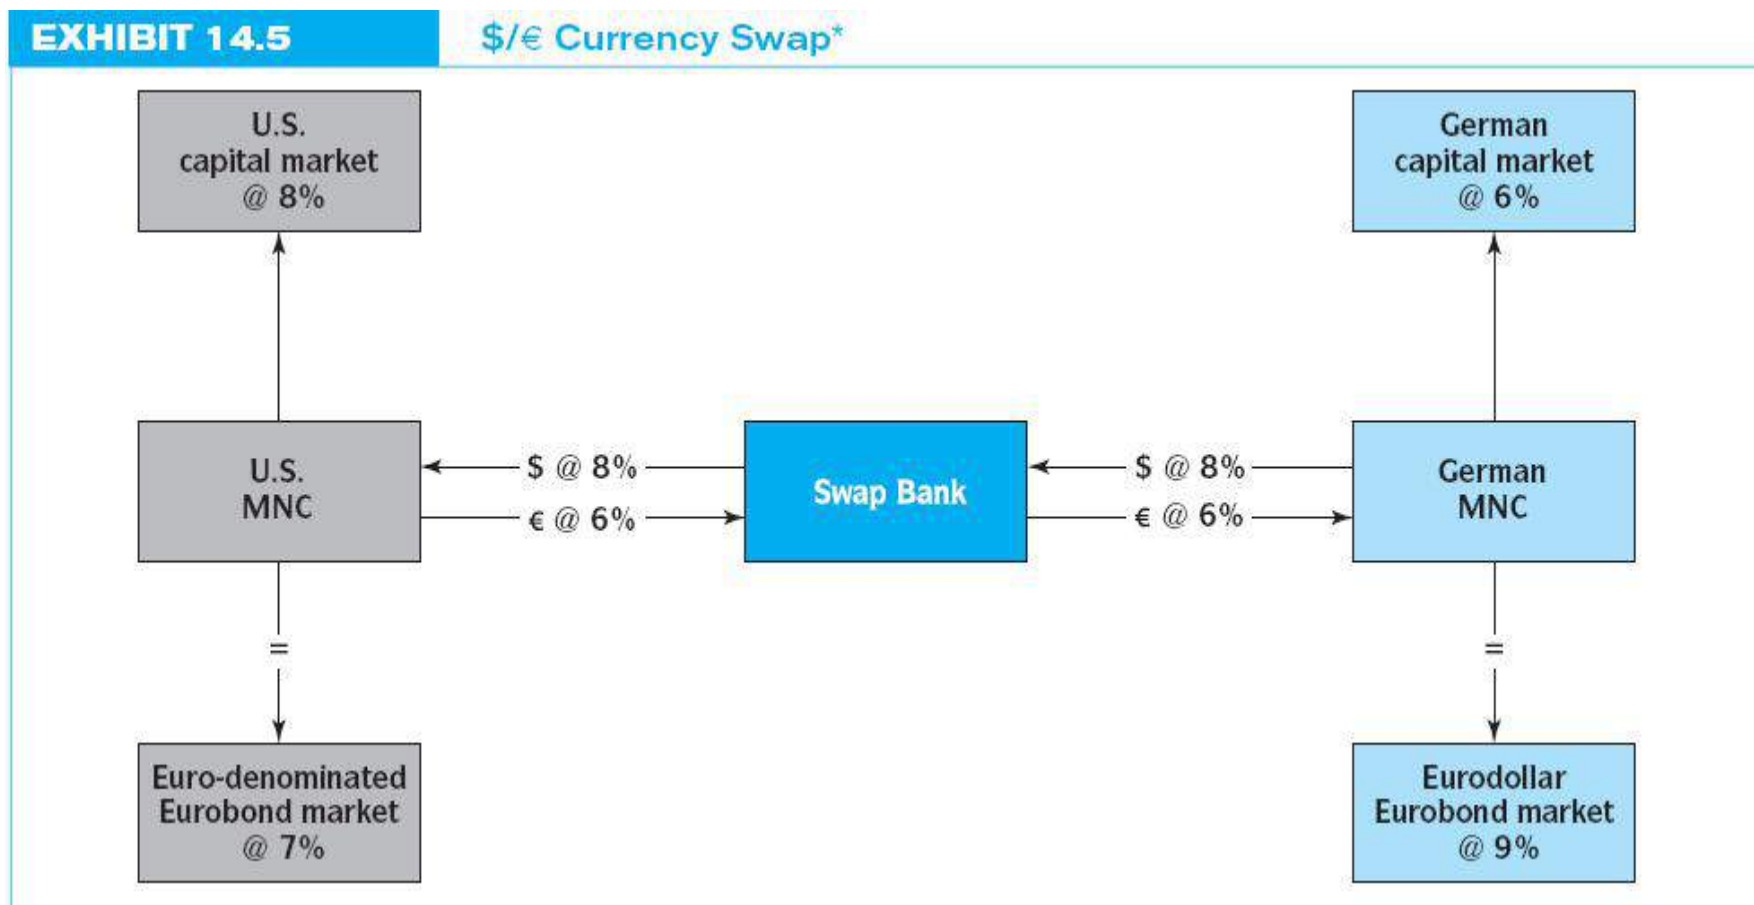 EXHIBIT 14.5
$/€ Currency Swap*
U.S.
capital market
@ 8%
German
capital market
@ 6%
U.S.
MNC
$ @ 8%
€ @ 6%
Swap Bank
$ @ 8%
€ @ 6%
German
MNC
=
=
Euro-denominated
Eurobond market
@ 7%
Eurodollar
Eurobond market
@ 9%